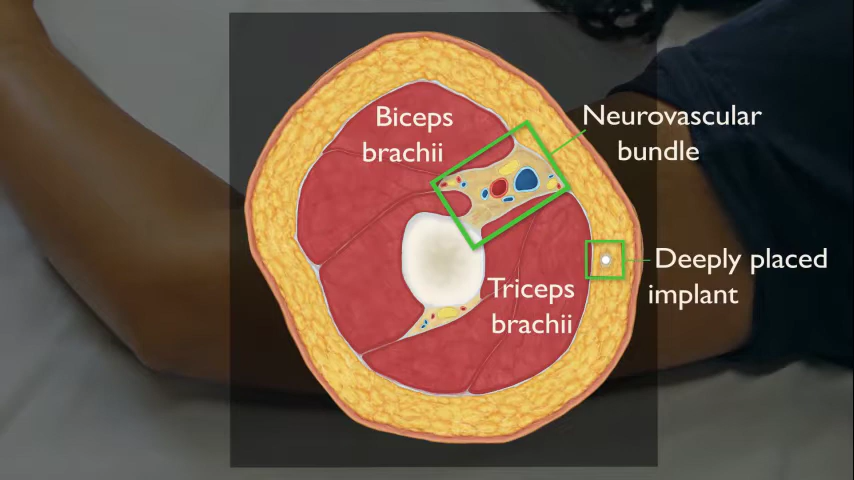 Biceps
brachii
Neurovascular
bundle
Deeply placed
implant
Triceps
brachii